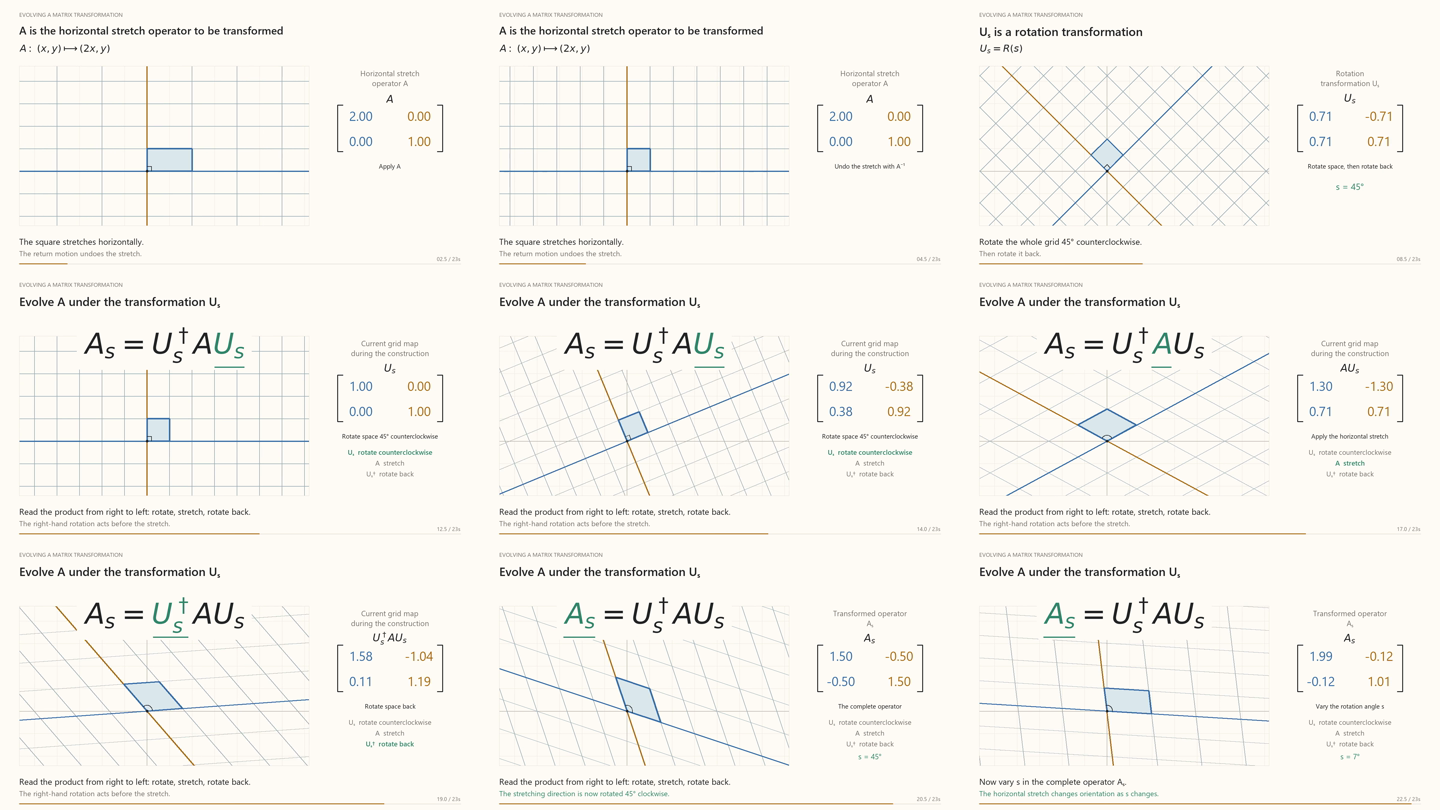 EVOLVING A MATRIX TRANSFORMATION
A is the horizontal stretch operator to be transformed
A : (x, y) ⟼ (2x, y)
Horizontal stretch
operator A
A
2.00 0.00
0.00 1.00
Apply A
The square stretches horizontally.
The return motion undoes the stretch.
02.5 / 23s
EVOLVING A MATRIX TRANSFORMATION
A is the horizontal stretch operator to be transformed
A : (x, y) ⟼ (2x, y)
Horizontal stretch
operator A
A
2.00 0.00
0.00 1.00
Undo the stretch with A⁻¹
The square stretches horizontally.
The return motion undoes the stretch.
04.5 / 23s
EVOLVING A MATRIX TRANSFORMATION
Uₛ is a rotation transformation
Uₛ = R(s)
Rotation
transformation Uₛ
Uₛ
0.71 -0.71
0.71 0.71
Rotate space, then rotate back
s = 45°
Rotate the whole grid 45° counterclockwise.
Then rotate it back.
08.5 / 23s
EVOLVING A MATRIX TRANSFORMATION
Evolve A under the transformation Uₛ
Aₛ = Uₛ†AUₛ
Current grid map
during the construction
Uₛ
1.00 0.00
0.00 1.00
Rotate space 45° counterclockwise
Uₛ rotate counterclockwise
A stretch
Uₛ† rotate back
Read the product from right to left: rotate, stretch, rotate back.
The right-hand rotation acts before the stretch.
12.5 / 23s
EVOLVING A MATRIX TRANSFORMATION
Evolve A under the transformation Uₛ
Aₛ = Uₛ†AUₛ
Current grid map
during the construction
Uₛ
0.92 -0.38
0.38 0.92
Rotate space 45° counterclockwise
Uₛ rotate counterclockwise
A stretch
Uₛ† rotate back
Read the product from right to left: rotate, stretch, rotate back.
The right-hand rotation acts before the stretch.
14.0 / 23s
EVOLVING A MATRIX TRANSFORMATION
Evolve A under the transformation Uₛ
Aₛ = Uₛ†AUₛ
Current grid map
during the construction
AUₛ
1.30 -1.30
0.71 0.71
Apply the horizontal stretch
Uₛ rotate counterclockwise
A stretch
Uₛ† rotate back
Read the product from right to left: rotate, stretch, rotate back.
The right-hand rotation acts before the stretch.
17.0 / 23s
EVOLVING A MATRIX TRANSFORMATION
Evolve A under the transformation Uₛ
Aₛ = Uₛ†AUₛ
Current grid map
during the construction
Uₛ†AUₛ
1.58 -1.04
0.11 1.19
Rotate space back
Uₛ rotate counterclockwise
A stretch
Uₛ† rotate back
Read the product from right to left: rotate, stretch, rotate back.
The right-hand rotation acts before the stretch.
19.0 / 23s
EVOLVING A MATRIX TRANSFORMATION
Evolve A under the transformation Uₛ
Aₛ = Uₛ†AUₛ
Transformed operator
Aₛ
Aₛ
1.50 -0.50
-0.50 1.50
The complete operator
Uₛ rotate counterclockwise
A stretch
Uₛ† rotate back
s = 45°
Read the product from right to left: rotate, stretch, rotate back.
The stretching direction is now rotated 45° clockwise.
20.5 / 23s
EVOLVING A MATRIX TRANSFORMATION
Evolve A under the transformation Uₛ
Aₛ = Uₛ†AUₛ
Transformed operator
Aₛ
Aₛ
1.99 -0.12
-0.12 1.01
Vary the rotation angle s
Uₛ rotate counterclockwise
A stretch
Uₛ† rotate back
s = 7°
Now vary s in the complete operator Aₛ.
The horizontal stretch changes orientation as s changes.
22.5 / 23s